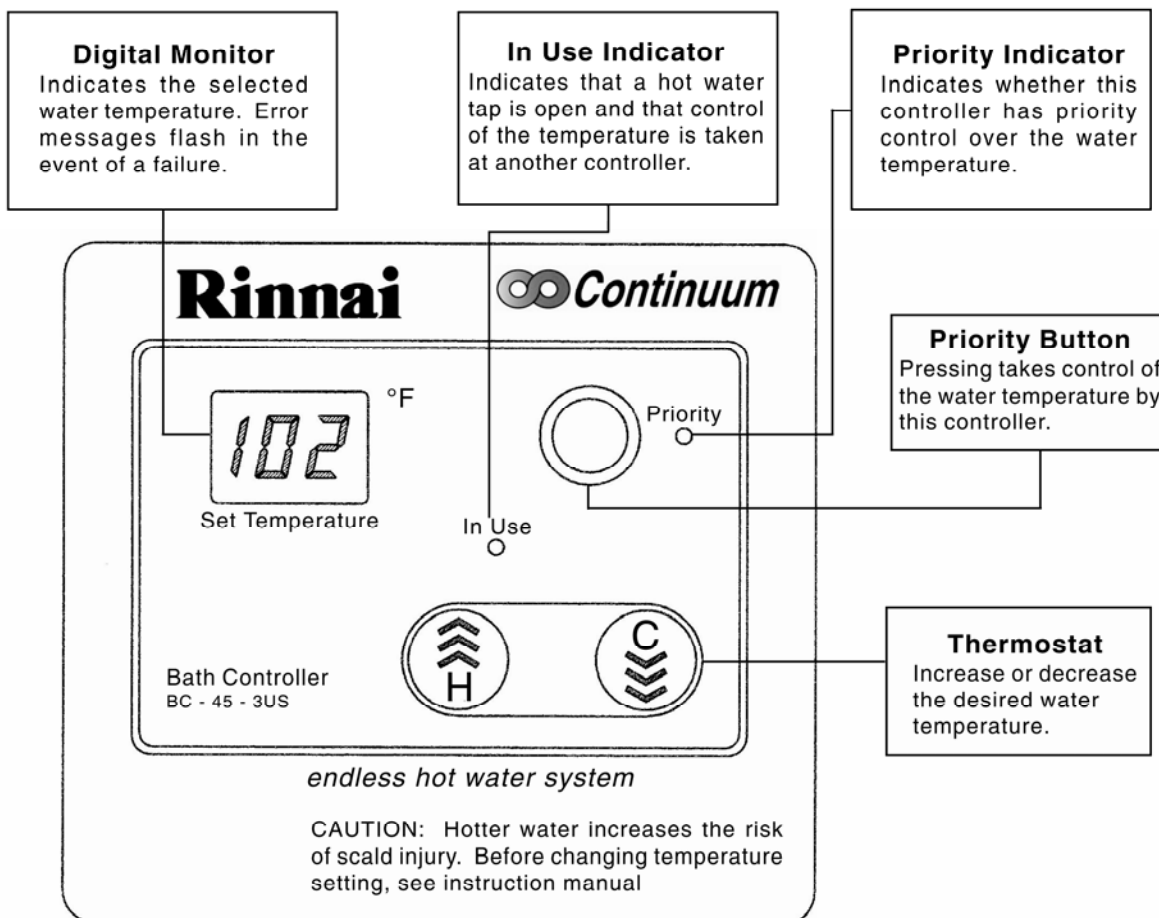 Digital Monitor
Indicates the selected
water temperature. Error
messages flash in the
event of a failure.
In Use Indicator
Indicates that a hot water
tap is open and that control
of the temperature is taken
at another controller.
Priority Indicator
Indicates whether this
controller has priority
control over the water
temperature.
Rinnai
Continuum
Priority Button
Pressing takes control of
the water temperature by
this controller.
102
°F
Set Temperature
Priority
In Use
H
C
Thermostat
Increase or decrease
the desired water
temperature.
Bath Controller
BC - 45 - 3US
endless hot water system
CAUTION: Hotter water increases the risk
of scald injury. Before changing temperature
setting, see instruction manual